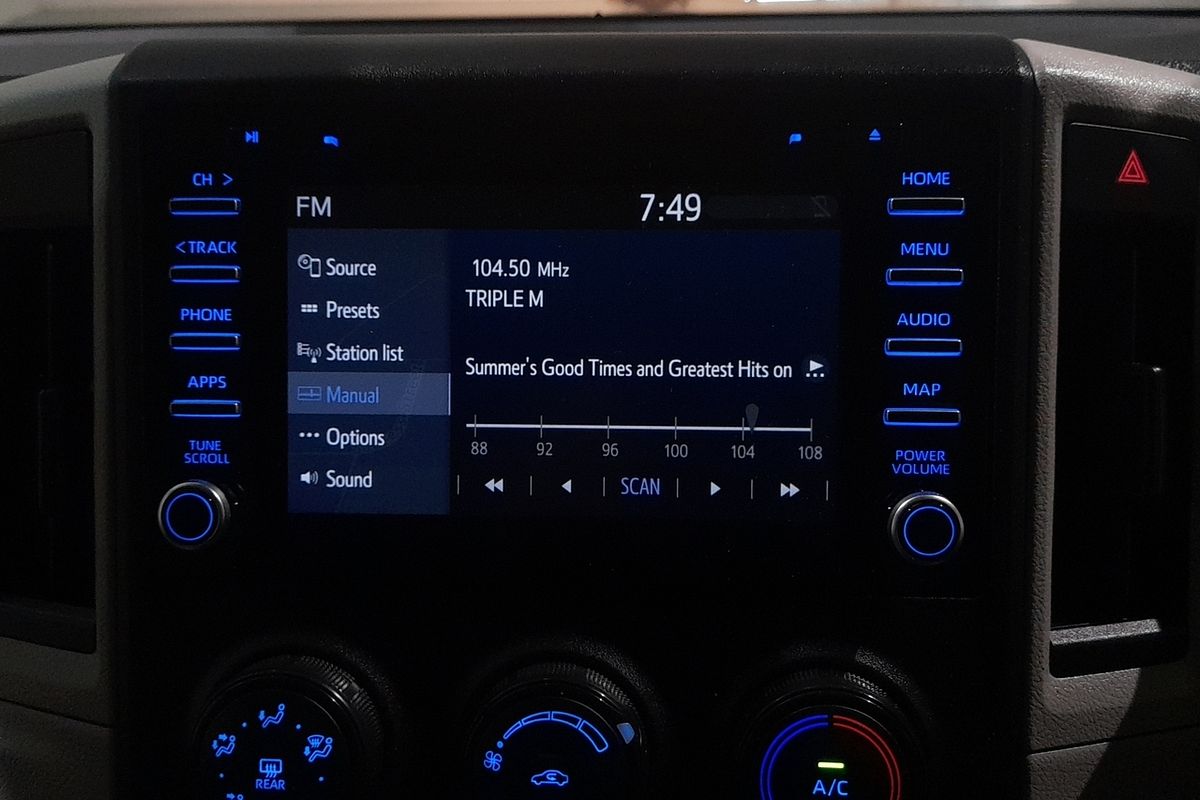 CH >
< TRACK
PHONE
APPS
TUNE
SCROLL
FM
7:49
Source
Presets
Station list
Manual
Options
Sound
104.50 MHz
TRIPLE M
Summer's Good Times and Greatest Hits on
88 92 96 100 104 108
SCAN
HOME
MENU
AUDIO
MAP
POWER
VOLUME
REAR
A/C